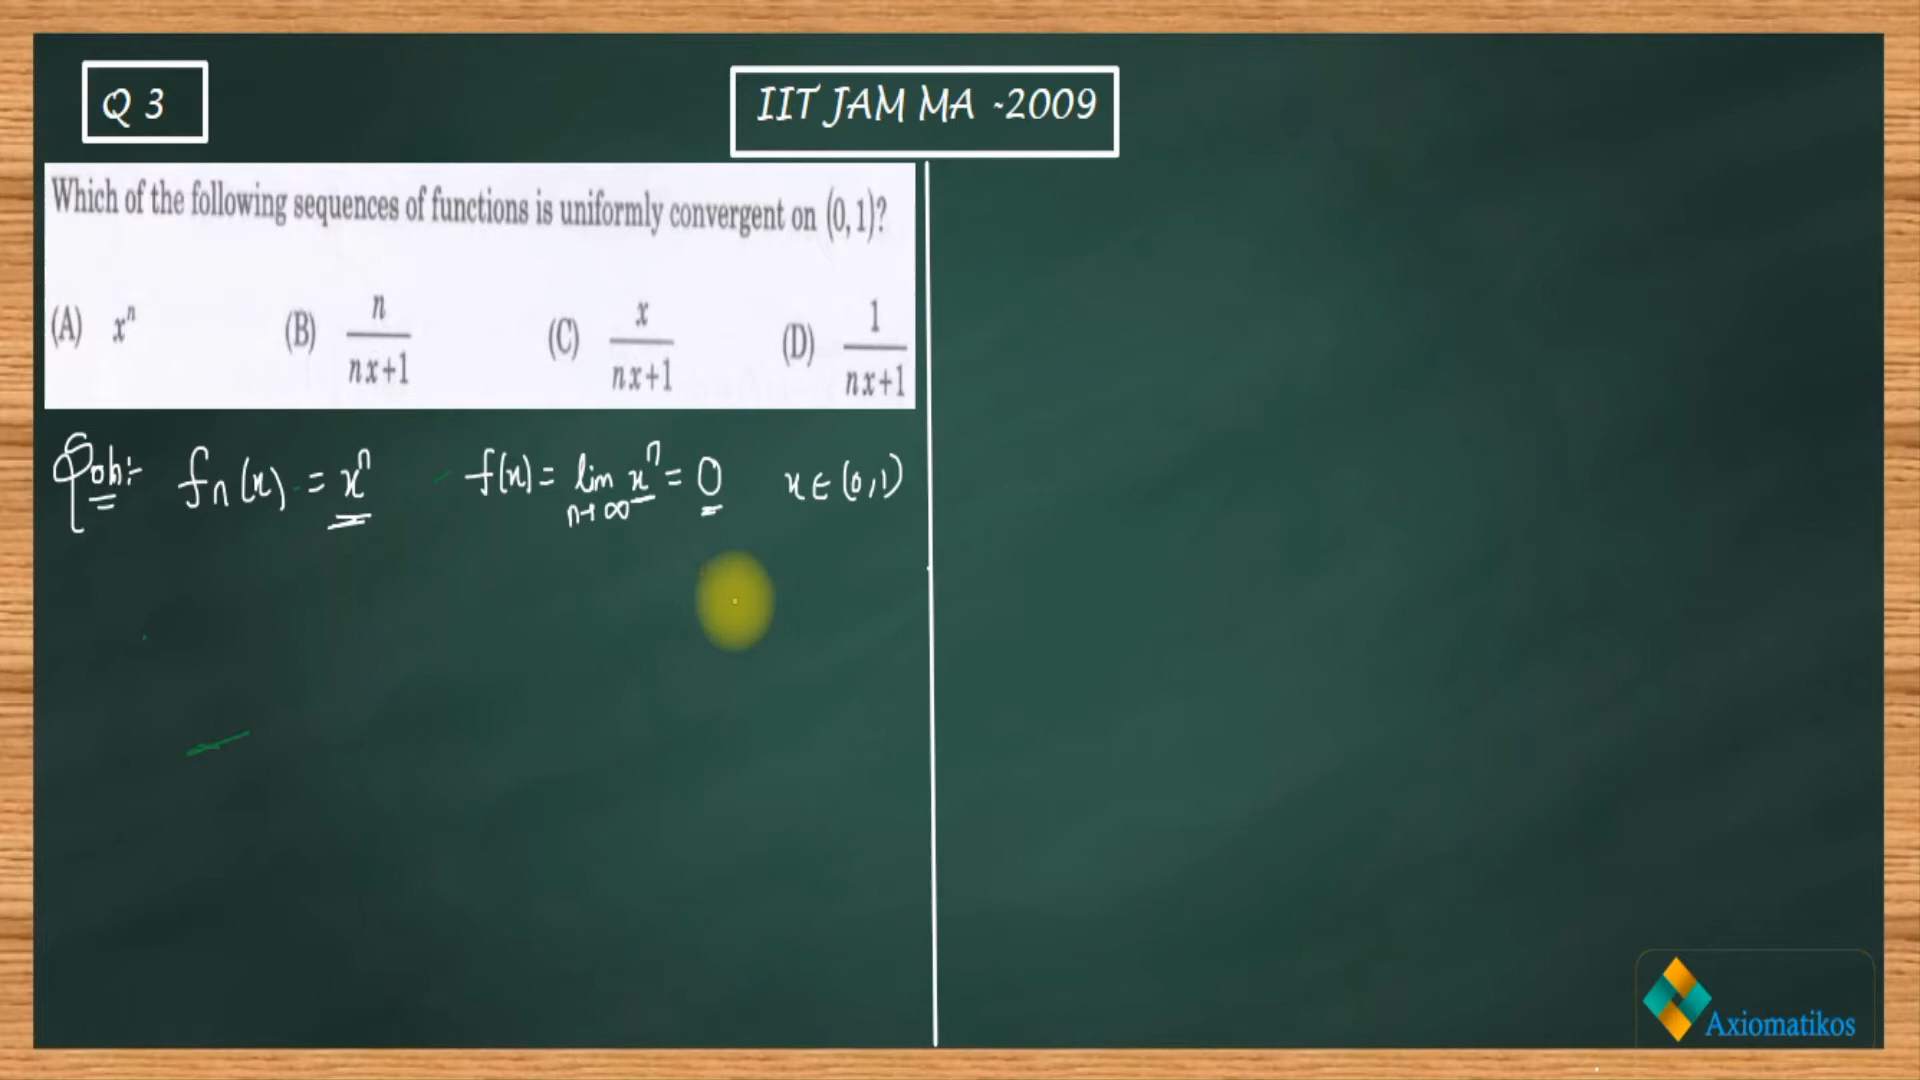 Q 3
IIT JAM MA -2009
Which of the following sequences of functions is uniformly convergent on (0, 1)?
(A) xⁿ (B) n/(nx+1) (C) x/(nx+1) (D) 1/(nx+1)
Soln:- fn(x) = xⁿ f(x) = lim n→∞ xⁿ = 0 x ∈ (0,1)
Axiomatikos